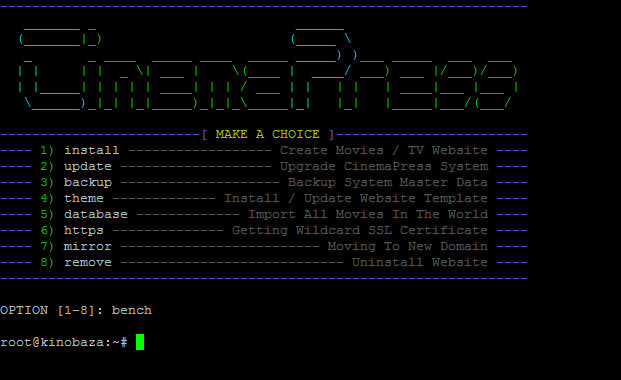 CinemaPress
[ MAKE A CHOICE ]
1) install Create Movies / TV Website
2) update Upgrade CinemaPress System
3) backup Backup System Master Data
4) theme Install / Update Website Template
5) database Import All Movies In The World
6) https Getting Wildcard SSL Certificate
7) mirror Moving To New Domain
8) remove Uninstall Website
OPTION [1-8]: bench
root@kinobaza:~#